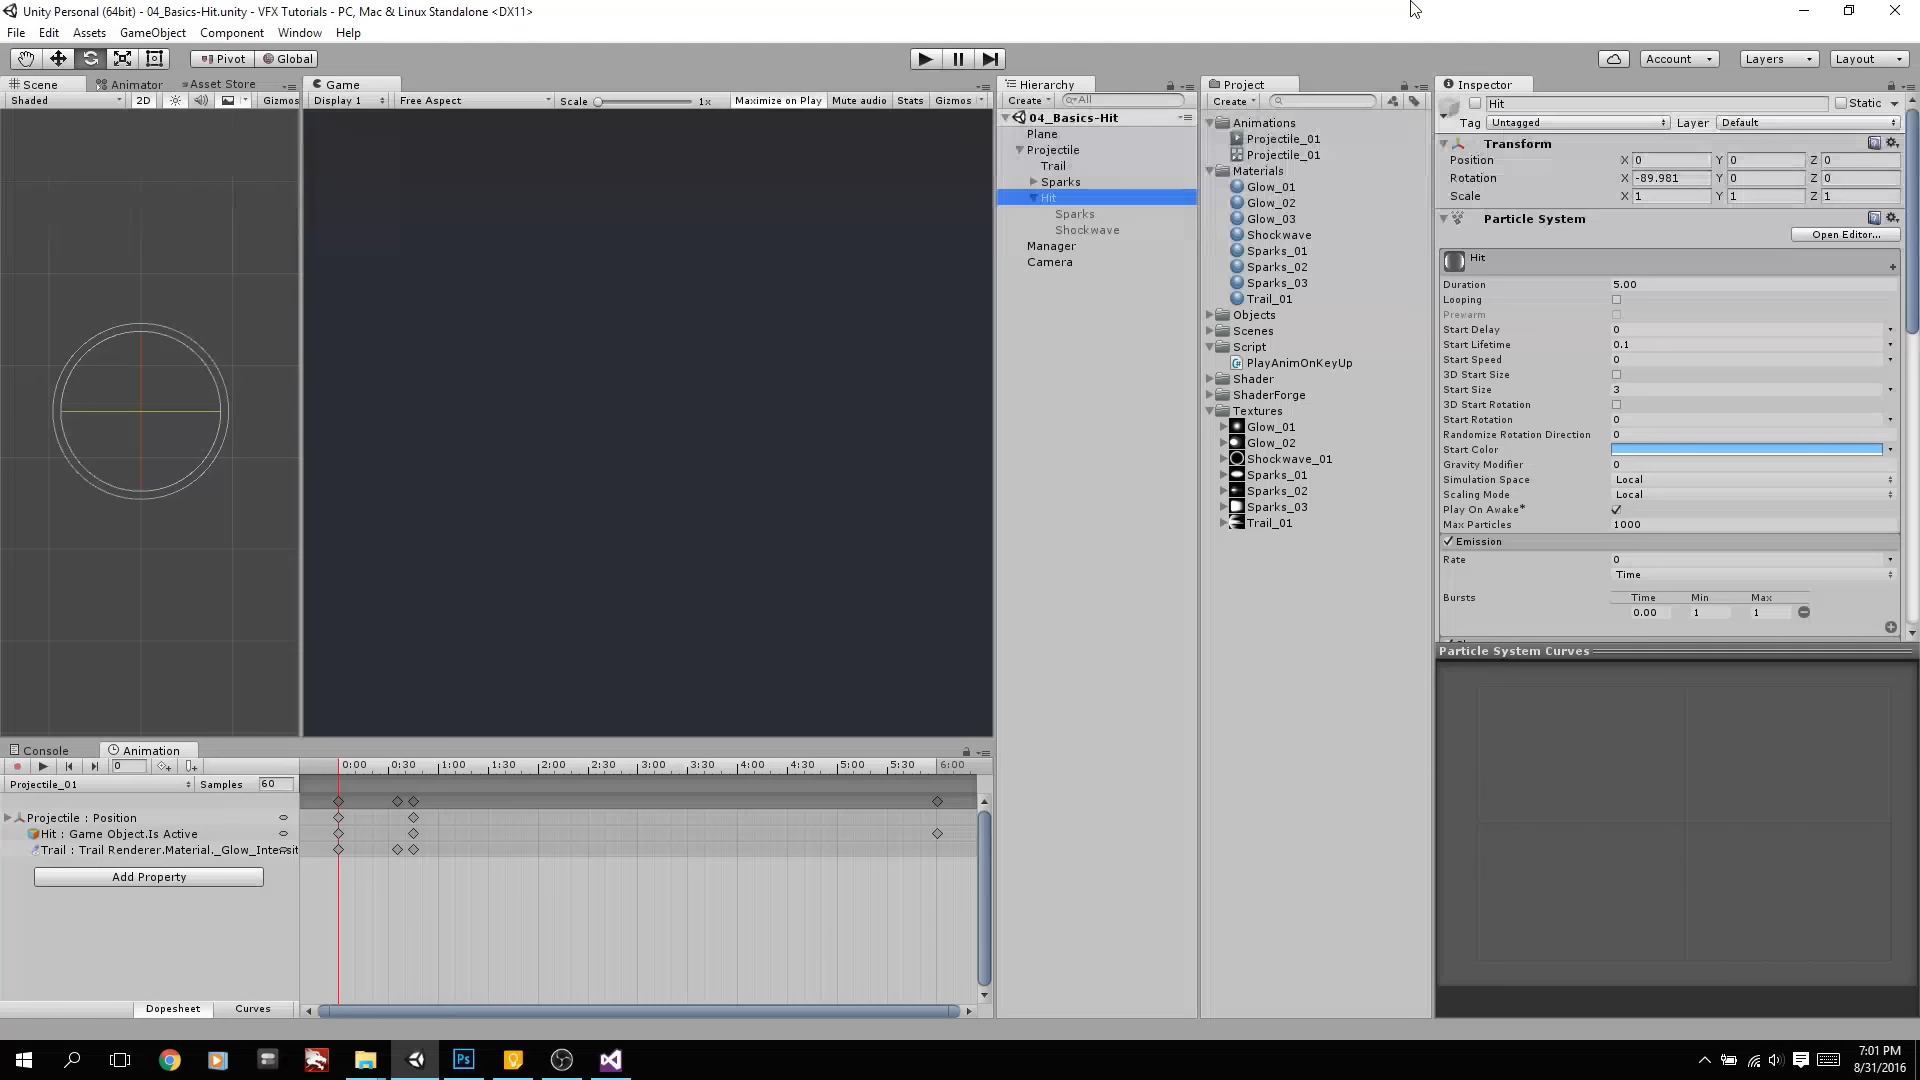 Unity Personal (64bit) - 04_Basics-Hit.unity - VFX Tutorials - PC, Mac & Linux Standalone <DX11>
File Edit Assets GameObject Component Window Help
Pivot Global Account Layers Layout
Scene Animator Asset Store
Shaded 2D Gizmos
Game
Display 1 Free Aspect Scale 1x Maximize on Play Mute audio Stats Gizmos
Hierarchy
Create All
04_Basics-Hit
Plane
Projectile
Trail
Sparks
Hit
Sparks
Shockwave
Manager
Camera
Project
Create
Animations
Projectile_01
Projectile_01
Materials
Glow_01
Glow_02
Glow_03
Shockwave
Sparks_01
Sparks_02
Sparks_03
Trail_01
Objects
Scenes
Script
PlayAnimOnKeyUp
Shader
ShaderForge
Textures
Glow_01
Glow_02
Shockwave_01
Sparks_01
Sparks_02
Sparks_03
Trail_01
Inspector
Hit Static
Tag Untagged Layer Default
Transform
Position X 0 Y 0 Z 0
Rotation X -89.981 Y 0 Z 0
Scale X 1 Y 1 Z 1
Particle System
Open Editor...
Hit
Duration 5.00
Looping
Prewarm
Start Delay 0
Start Lifetime 0.1
Start Speed 0
3D Start Size
Start Size 3
3D Start Rotation
Start Rotation 0
Randomize Rotation Direction 0
Start Color
Gravity Modifier 0
Simulation Space Local
Scaling Mode Local
Play On Awake*
Max Particles 1000
Emission
Rate 0
Time
Bursts Time Min Max
0.00 1 1
Particle System Curves
Console Animation
0 0:00 0:30 1:00 1:30 2:00 2:30 3:00 3:30 4:00 4:30 5:00 5:30 6:00
Projectile_01 Samples 60
Projectile : Position
Hit : Game Object.Is Active
Trail : Trail Renderer.Material._Glow_Intensit
Add Property
Dopesheet Curves
Ps
7:01 PM
8/31/2016